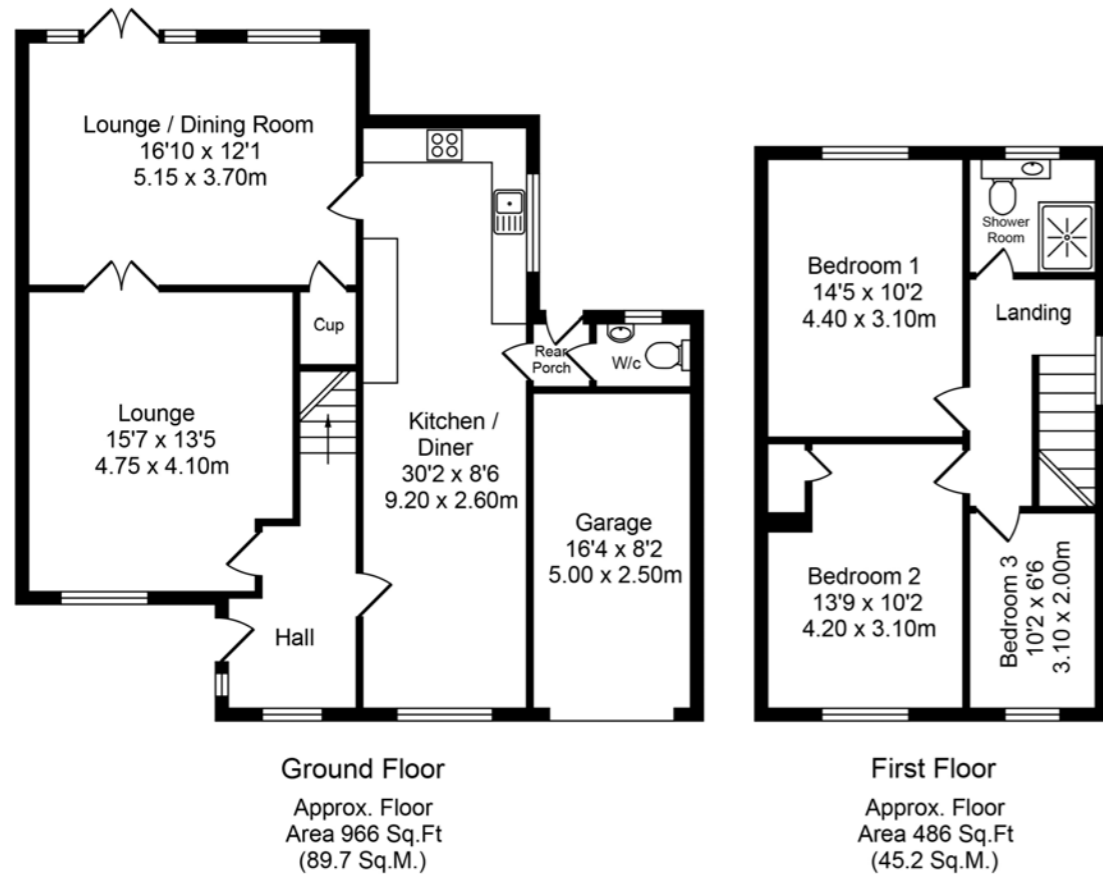 Lounge / Dining Room
16'10 x 12'1
5.15 x 3.70m
Cup
Lounge
15'7 x 13'5
4.75 x 4.10m
Kitchen /
Diner
30'2 x 8'6
9.20 x 2.60m
Rear
Porch
W/c
Garage
16'4 x 8'2
5.00 x 2.50m
Hall
Ground Floor
Approx. Floor
Area 966 Sq.Ft
(89.7 Sq.M.)
Bedroom 1
14'5 x 10'2
4.40 x 3.10m
Shower
Room
Landing
Bedroom 2
13'9 x 10'2
4.20 x 3.10m
Bedroom 3
10'2 x 6'6
3.10 x 2.00m
First Floor
Approx. Floor
Area 486 Sq.Ft
(45.2 Sq.M.)